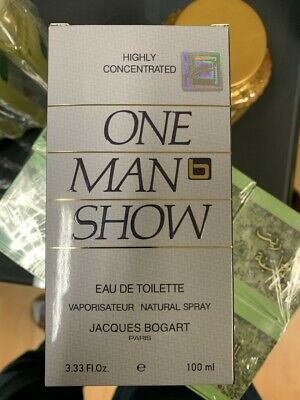 HIGHLY
CONCENTRATED
ONE
MAN b
SHOW
EAU DE TOILETTE
VAPORISATEUR NATURAL SPRAY
JACQUES BOGART
PARIS
3.33 Fl.Oz. e 100 ml